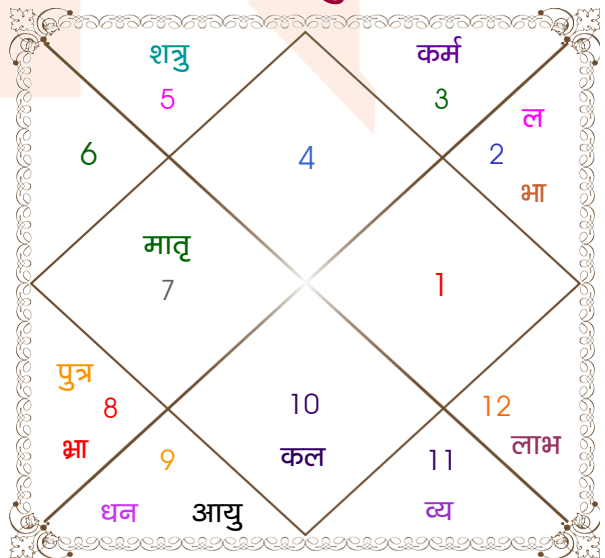 शत्रु कर्म
5 3
ल
6 4 2
भा
मातृ
7 1
पुत्र
8 10 12
भ्रा 9 कल 11 लाभ
धन आयु व्य